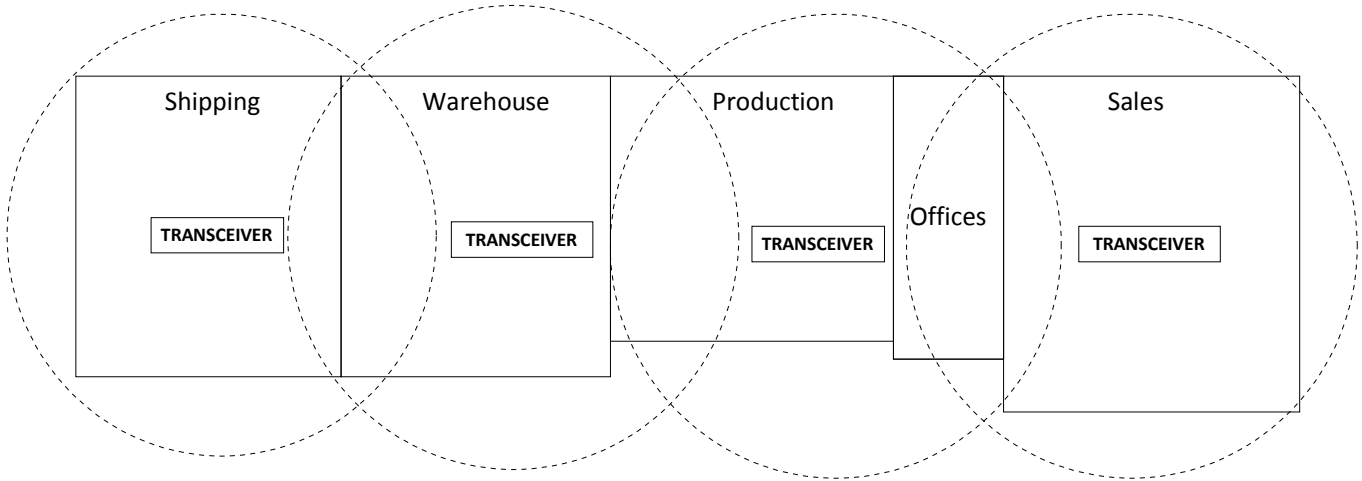 Shipping
Warehouse
Production
Sales
Offices
TRANSCEIVER
TRANSCEIVER
TRANSCEIVER
TRANSCEIVER